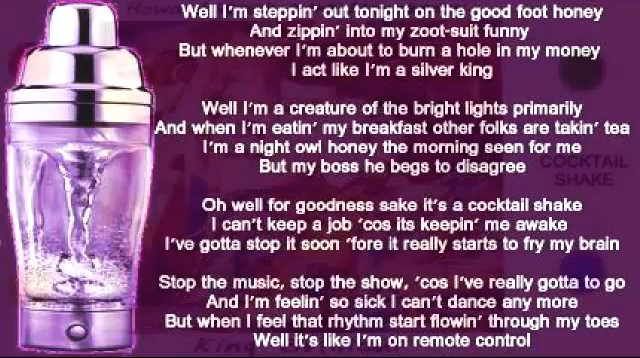 Well I'm steppin' out tonight on the good foot honey
And zippin' into my zoot-suit funny
But whenever I'm about to burn a hole in my money
I act like I'm a silver king
Well I'm a creature of the bright lights primarily
And when I'm eatin' my breakfast other folks are takin' tea
I'm a night owl honey the morning seen for me
But my boss he begs to disagree
Oh well for goodness sake it's a cocktail shake
I can't keep a job 'cos its keepin' me awake
I've gotta stop it soon 'fore it really starts to fry my brain
Stop the music, stop the show, 'cos I've really gotta to go
And I'm feelin' so sick I can't dance any more
But when I feel that rhythm start flowin' through my toes
Well it's like I'm on remote control
COCKTAIL
SHAKE